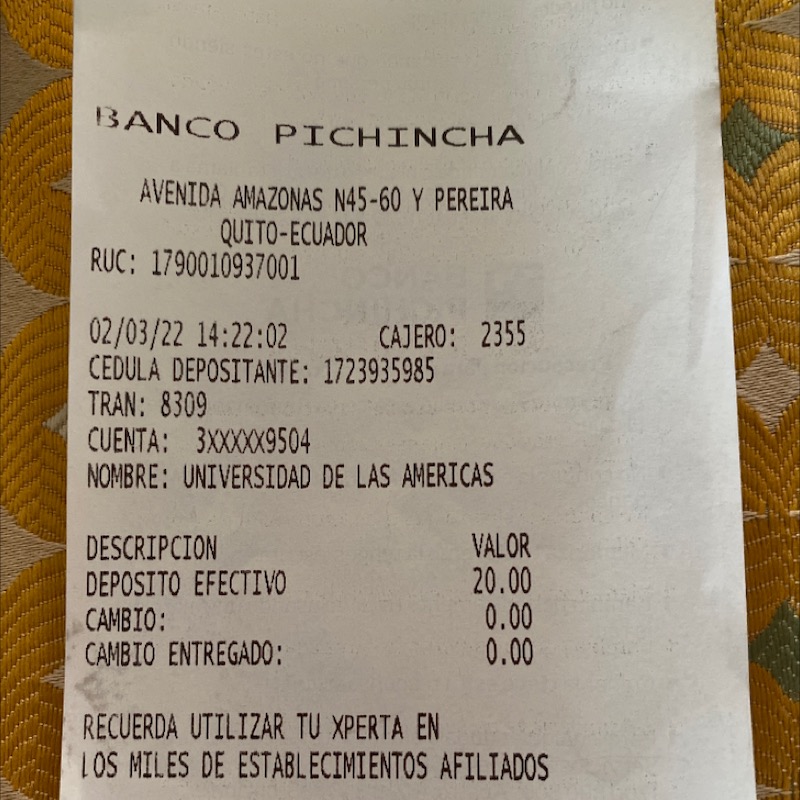 BANCO PICHINCHA
AVENIDA AMAZONAS N45-60 Y PEREIRA
QUITO-ECUADOR
RUC: 1790010937001
02/03/22 14:22:02 CAJERO: 2355
CEDULA DEPOSITANTE: 1723935985
TRAN: 8309
CUENTA: 3XXXXX9504
NOMBRE: UNIVERSIDAD DE LAS AMERICAS
DESCRIPCION VALOR
DEPOSITO EFECTIVO 20.00
CAMBIO: 0.00
CAMBIO ENTREGADO: 0.00
RECUERDA UTILIZAR TU XPERTA EN
LOS MILES DE ESTABLECIMIENTOS AFILIADOS